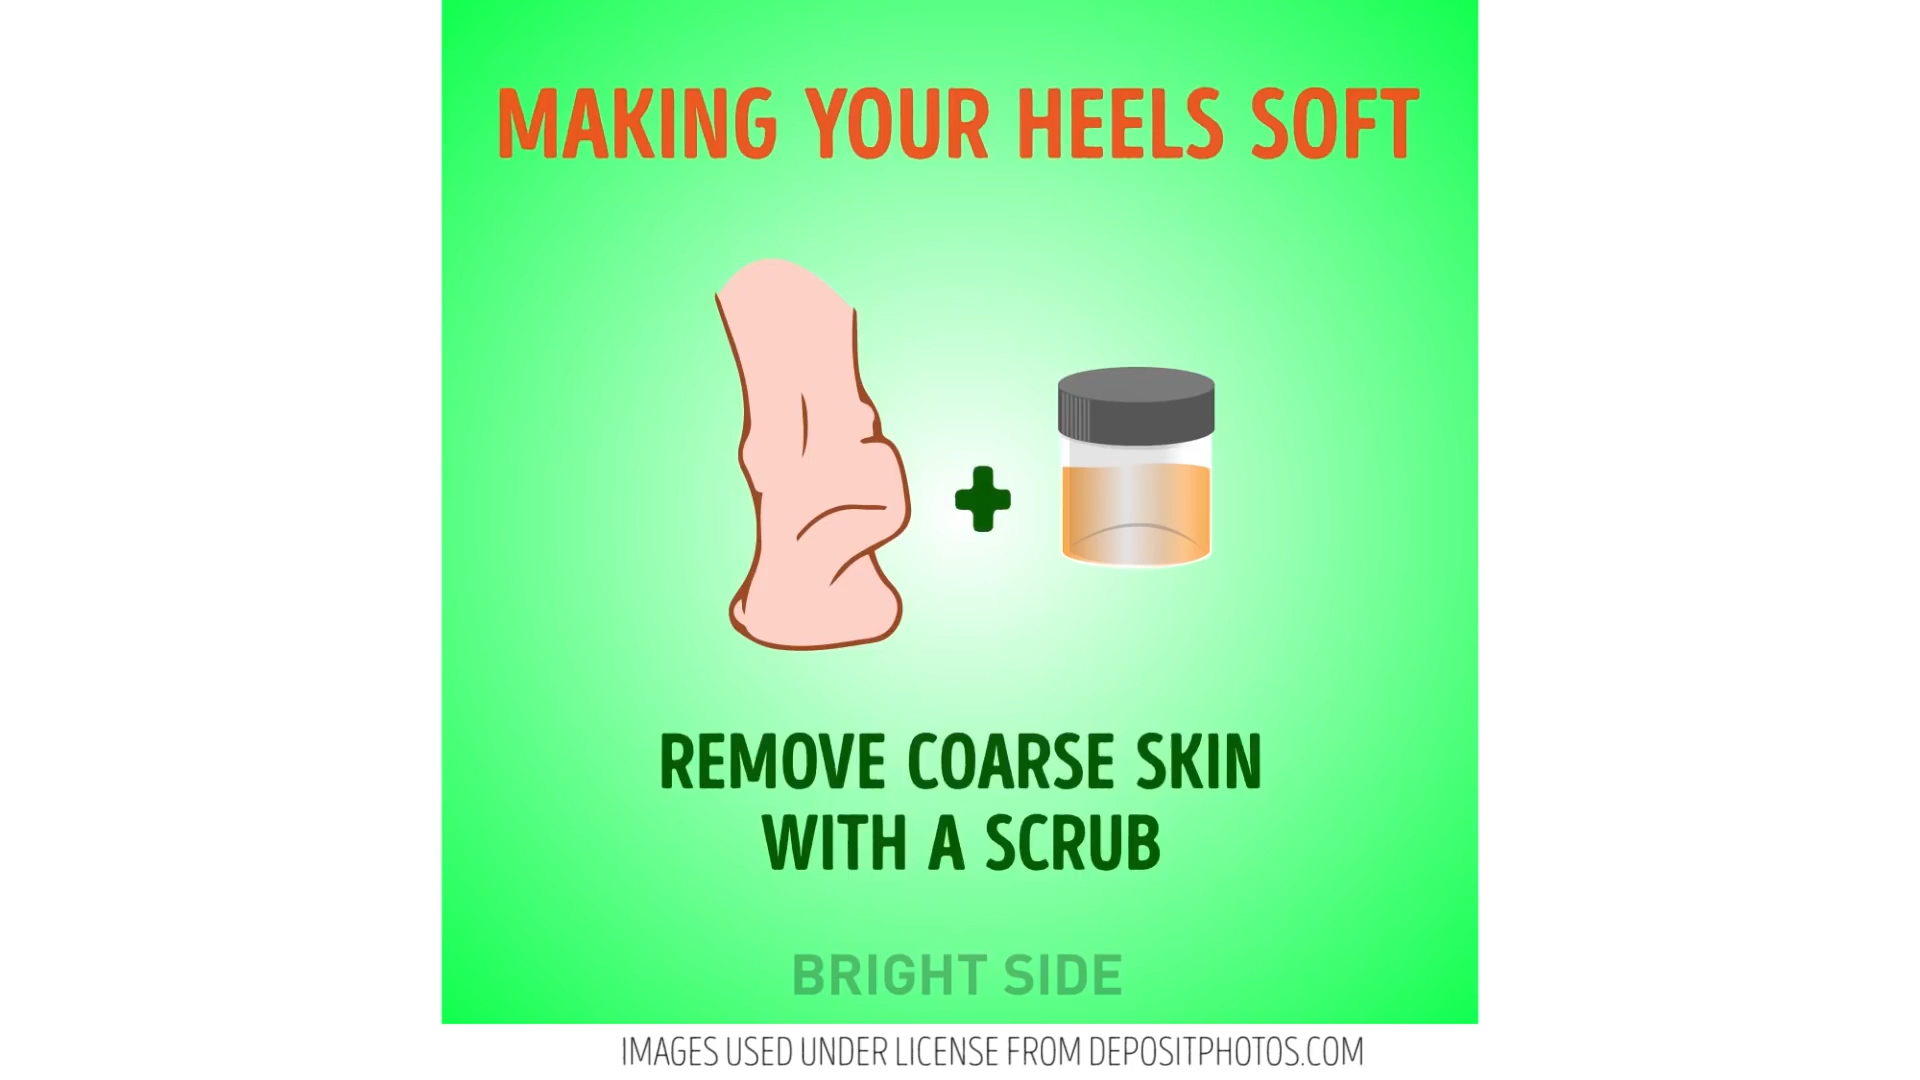 MAKING YOUR HEELS SOFT
REMOVE COARSE SKIN
WITH A SCRUB
BRIGHT SIDE
IMAGES USED UNDER LICENSE FROM DEPOSITPHOTOS.COM